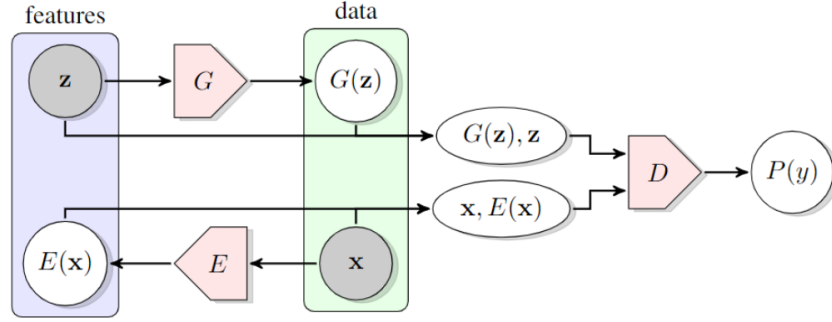 features data
z G G(z)
G(z), z
D P(y)
x, E(x)
E(x) E x